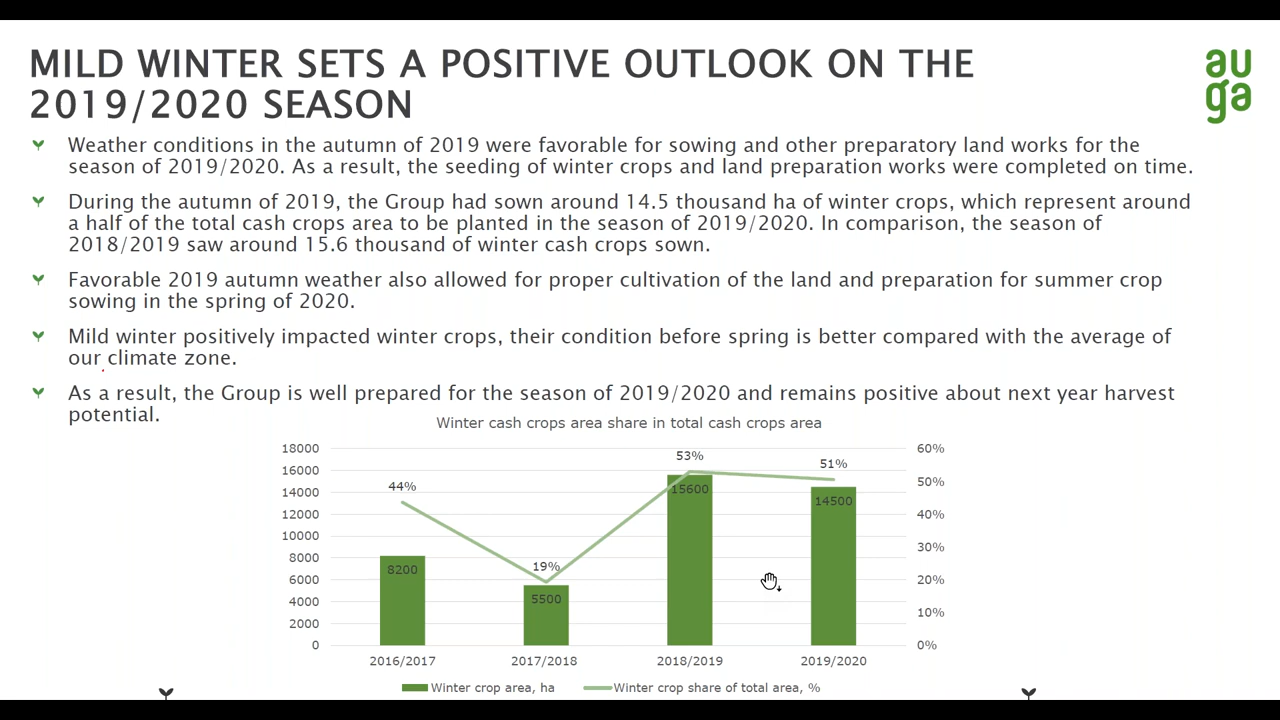 MILD WINTER SETS A POSITIVE OUTLOOK ON THE
2019/2020 SEASON
au
ga
Weather conditions in the autumn of 2019 were favorable for sowing and other preparatory land works for the
season of 2019/2020. As a result, the seeding of winter crops and land preparation works were completed on time.
During the autumn of 2019, the Group had sown around 14.5 thousand ha of winter crops, which represent around
a half of the total cash crops area to be planted in the season of 2019/2020. In comparison, the season of
2018/2019 saw around 15.6 thousand of winter cash crops sown.
Favorable 2019 autumn weather also allowed for proper cultivation of the land and preparation for summer crop
sowing in the spring of 2020.
Mild winter positively impacted winter crops, their condition before spring is better compared with the average of
our climate zone.
As a result, the Group is well prepared for the season of 2019/2020 and remains positive about next year harvest
potential.
Winter cash crops area share in total cash crops area
18000 60%
16000
14000 50%
12000 40%
10000
8000 30%
6000 20%
4000
2000 10%
0 0%
44% 19% 53% 51%
8200 5500 15600 14500
2016/2017 2017/2018 2018/2019 2019/2020
Winter crop area, ha Winter crop share of total area, %